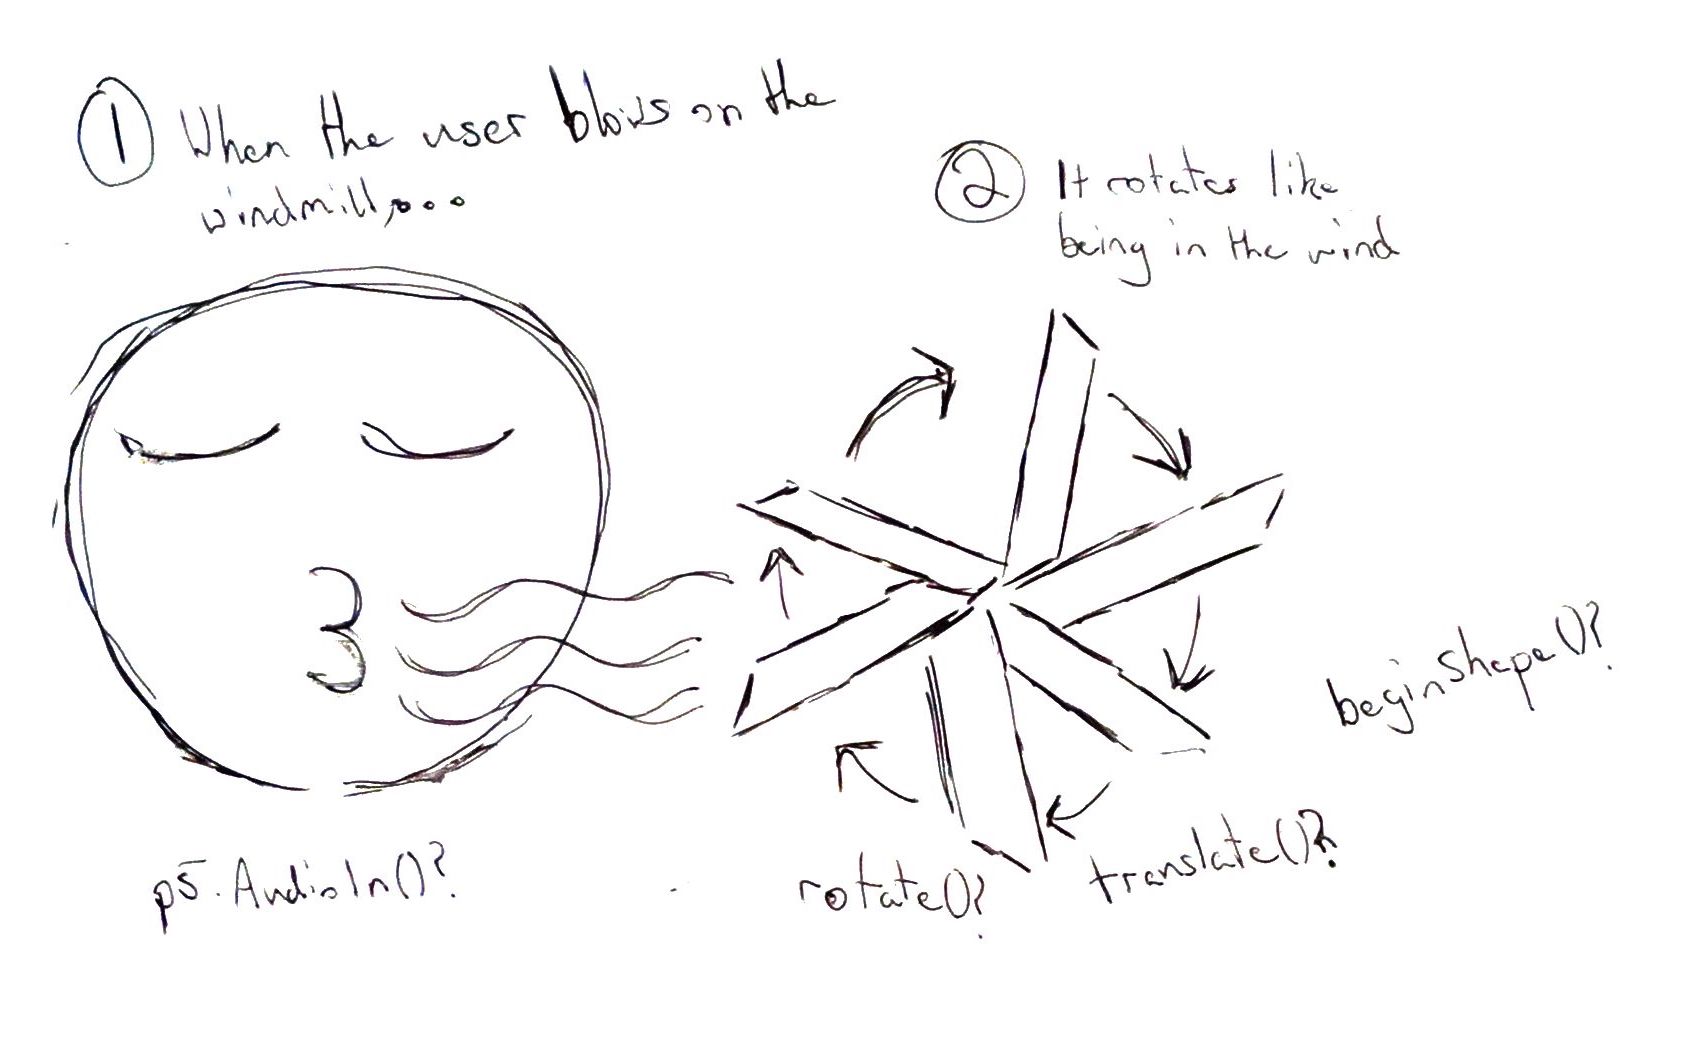 1 When the user blows on the
windmill,...
2 It rotates like
being in the wind
beginShape()?
p5.AudioIn()?
rotate()?
translate()?